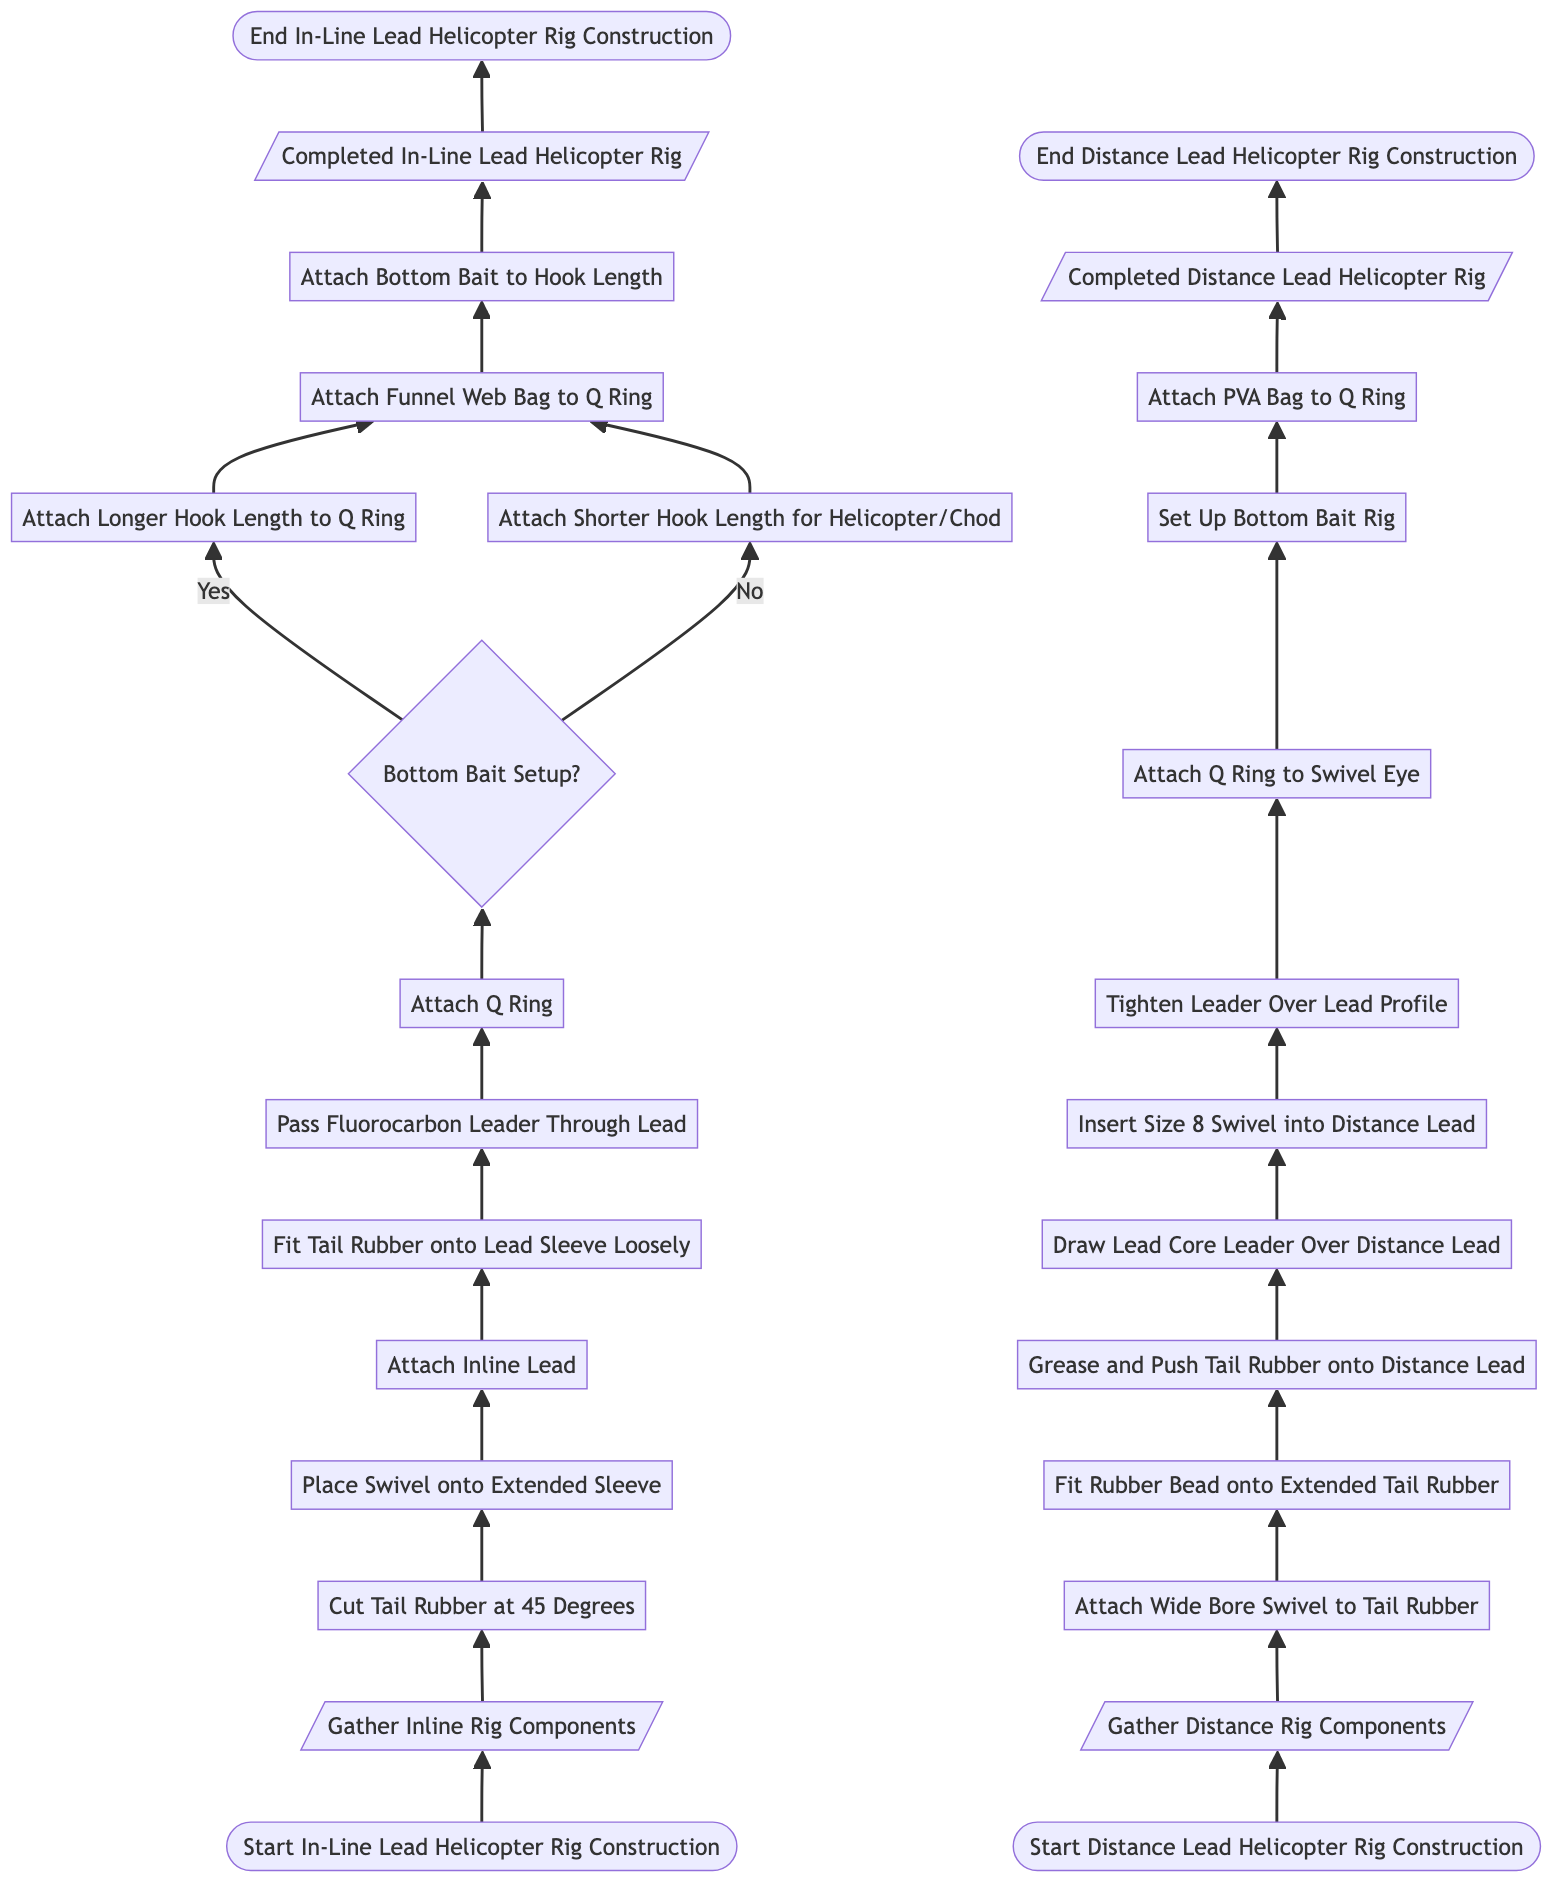 End In-Line Lead Helicopter Rig Construction
Completed In-Line Lead Helicopter Rig
End Distance Lead Helicopter Rig Construction
Attach Bottom Bait to Hook Length
Completed Distance Lead Helicopter Rig
Attach Funnel Web Bag to Q Ring
Attach PVA Bag to Q Ring
Attach Longer Hook Length to Q Ring
Attach Shorter Hook Length for Helicopter/Chod
Set Up Bottom Bait Rig
Yes
No
Bottom Bait Setup?
Attach Q Ring to Swivel Eye
Attach Q Ring
Tighten Leader Over Lead Profile
Pass Fluorocarbon Leader Through Lead
Insert Size 8 Swivel into Distance Lead
Fit Tail Rubber onto Lead Sleeve Loosely
Draw Lead Core Leader Over Distance Lead
Attach Inline Lead
Grease and Push Tail Rubber onto Distance Lead
Place Swivel onto Extended Sleeve
Fit Rubber Bead onto Extended Tail Rubber
Cut Tail Rubber at 45 Degrees
Attach Wide Bore Swivel to Tail Rubber
Gather Inline Rig Components
Gather Distance Rig Components
Start In-Line Lead Helicopter Rig Construction
Start Distance Lead Helicopter Rig Construction